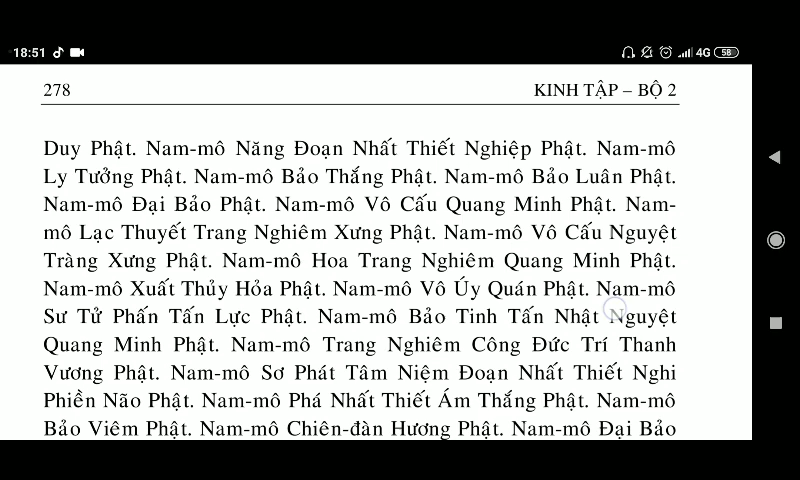 18:51 4G 58
278 KINH TẬP – BỘ 2
Duy Phật. Nam-mô Năng Đoạn Nhất Thiết Nghiệp Phật. Nam-mô
Ly Tưởng Phật. Nam-mô Bảo Thắng Phật. Nam-mô Bảo Luân Phật.
Nam-mô Đại Bảo Phật. Nam-mô Vô Cấu Quang Minh Phật. Nam-
mô Lạc Thuyết Trang Nghiêm Xưng Phật. Nam-mô Vô Cấu Nguyệt
Tràng Xưng Phật. Nam-mô Hoa Trang Nghiêm Quang Minh Phật.
Nam-mô Xuất Thủy Hỏa Phật. Nam-mô Vô Úy Quán Phật. Nam-mô
Sư Tử Phấn Tấn Lực Phật. Nam-mô Bảo Tinh Tấn Nhật Nguyệt
Quang Minh Phật. Nam-mô Trang Nghiêm Công Đức Trí Thanh
Vương Phật. Nam-mô Sơ Phát Tâm Niệm Đoạn Nhất Thiết Nghi
Phiền Não Phật. Nam-mô Phá Nhất Thiết Ám Thắng Phật. Nam-mô
Bảo Viêm Phật. Nam-mô Chiên-đàn Hương Phật. Nam-mô Đại Bảo